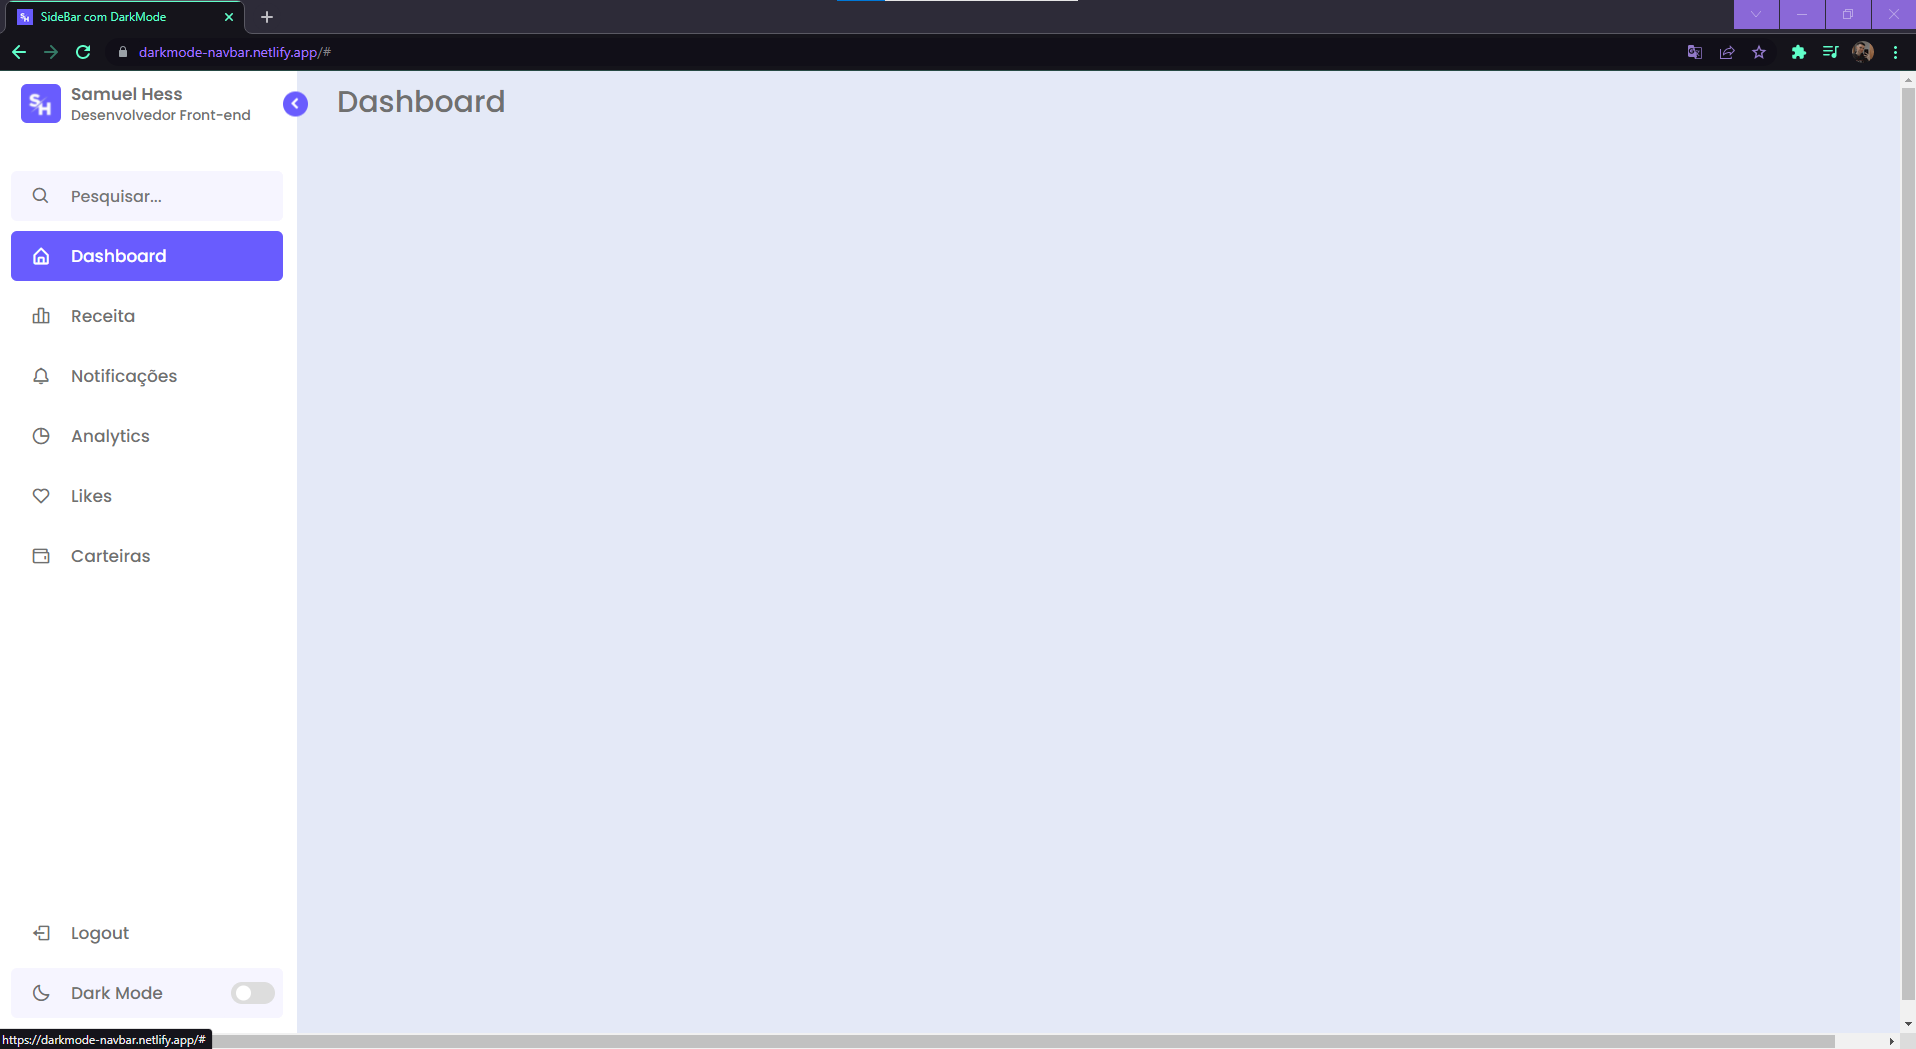 SideBar com DarkMode
darkmode-navbar.netlify.app/#
SH
Samuel Hess
Desenvolvedor Front-end
Dashboard
Pesquisar...
Dashboard
Receita
Notificações
Analytics
Likes
Carteiras
Logout
Dark Mode
https://darkmode-navbar.netlify.app/#